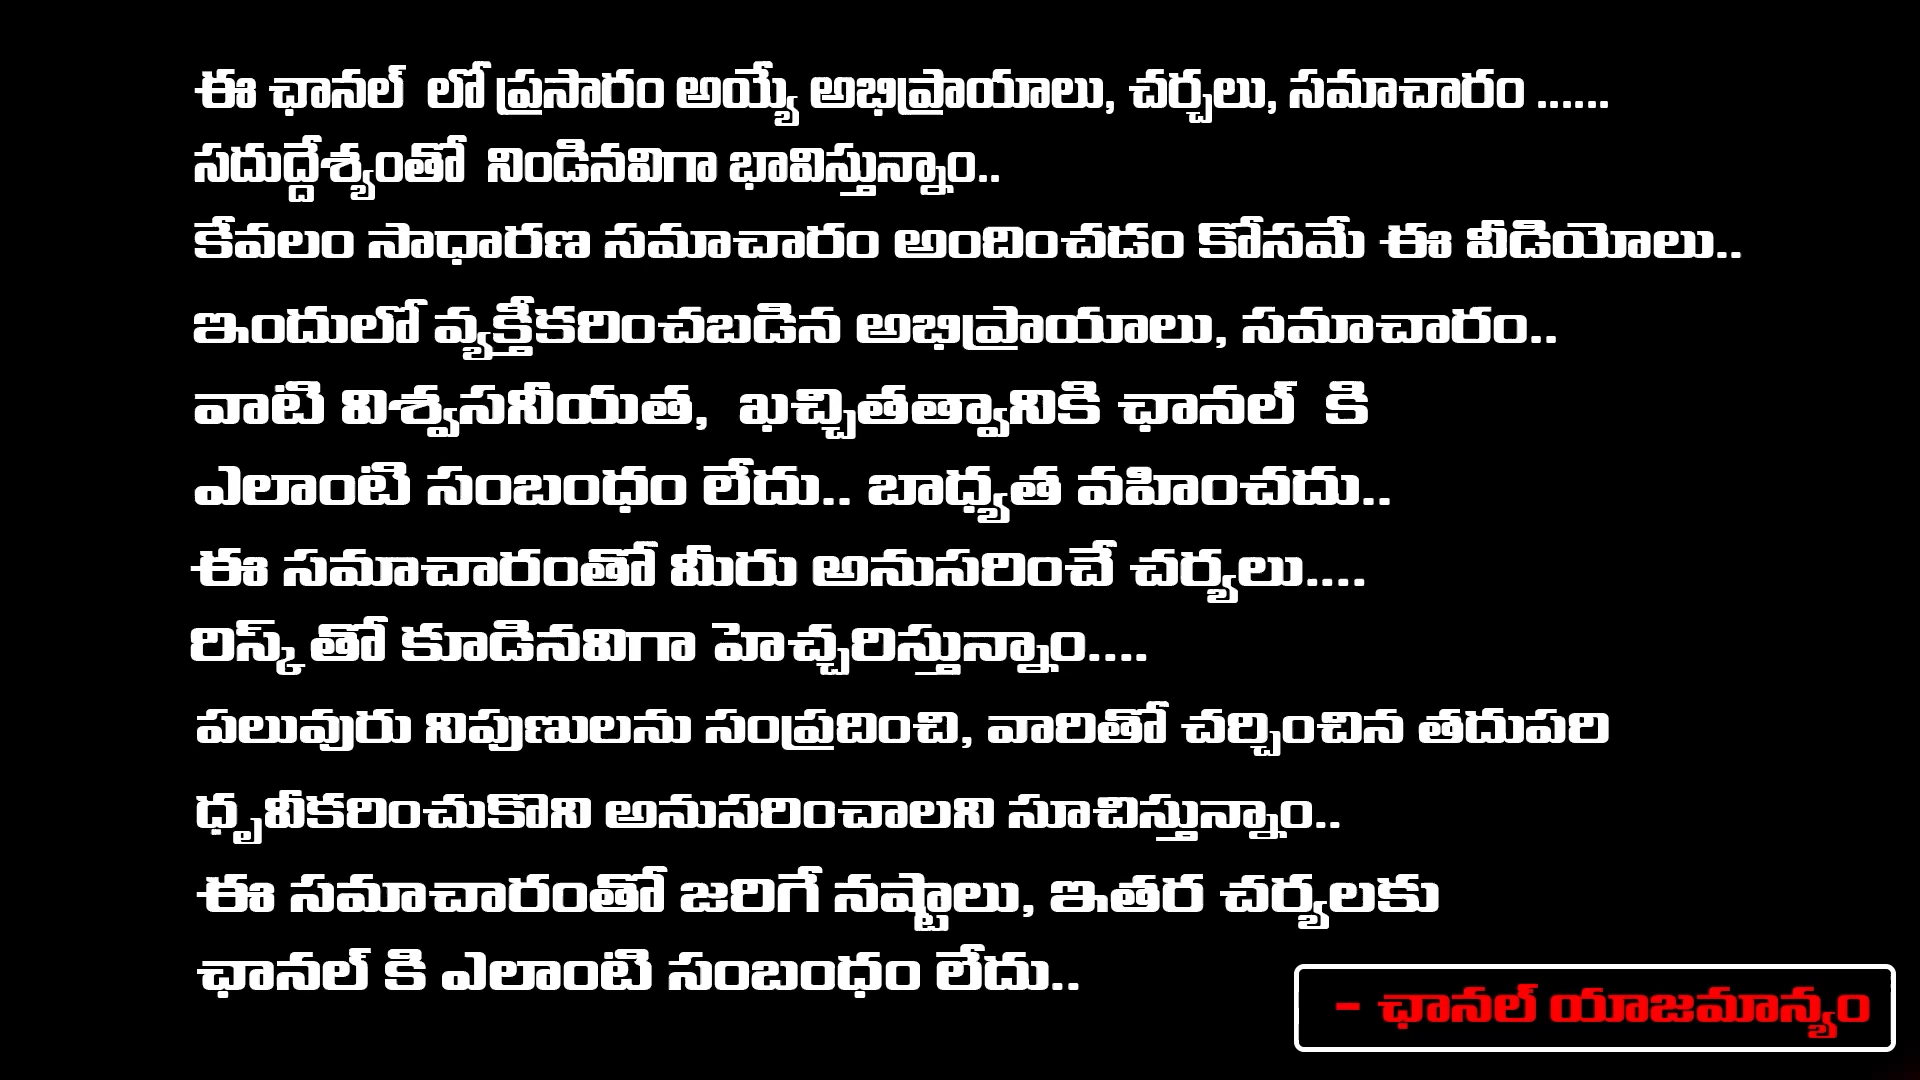 ఈ ఛానల్ లో ప్రసారం అయ్యే అభిప్రాయాలు, చర్చలు, సమాచారం ......
సదుద్దేశ్యంతో నిండినవిగా భావిస్తున్నాం..
కేవలం సాధారణ సమాచారం అందించడం కోసమే ఈ వీడియోలు..
ఇందులో వ్యక్తీకరించబడిన అభిప్రాయాలు, సమాచారం..
వాటి విశ్వసనీయత, ఖచ్చితత్వానికి ఛానల్ కి
ఎలాంటి సంబంధం లేదు.. బాధ్యత వహించదు..
ఈ సమాచారంతో మీరు అనుసరించే చర్యలు....
రిస్క్ తో కూడినవిగా హెచ్చరిస్తున్నాం....
పలువురు నిపుణులను సంప్రదించి, వారితో చర్చించిన తదుపరి
ధృవీకరించుకొని అనుసరించాలని సూచిస్తున్నాం..
ఈ సమాచారంతో జరిగే నష్టాలు, ఇతర చర్యలకు
ఛానల్ కి ఎలాంటి సంబంధం లేదు..
- ఛానల్ యాజమాన్యం